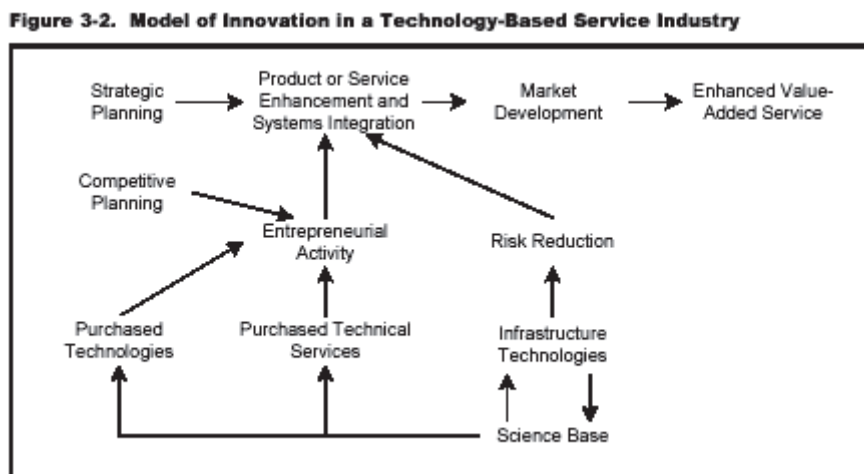 Figure 3-2. Model of Innovation in a Technology-Based Service Industry
Strategic
Planning
Product or Service
Enhancement and
Systems Integration
Market
Development
Enhanced Value-
Added Service
Competitive
Planning
Entrepreneurial
Activity
Risk Reduction
Purchased
Technologies
Purchased Technical
Services
Infrastructure
Technologies
Science Base